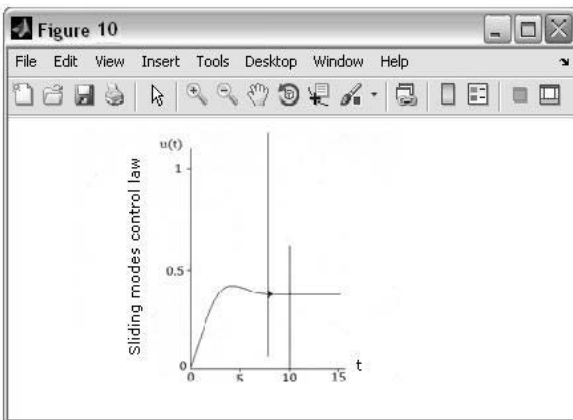 Figure 10
File Edit View Insert Tools Desktop Window Help
u(t)
1
0.5
0
0 5 10 15
t
Sliding modes control law